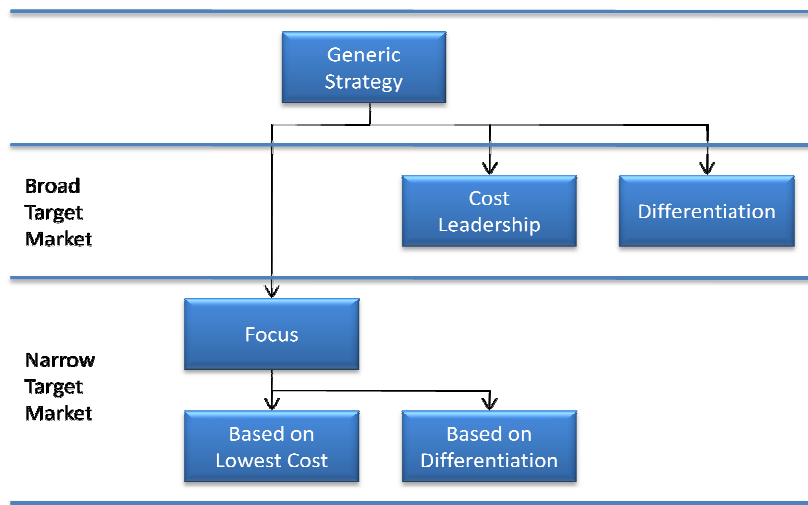 Generic
Strategy
Broad
Target
Market
Cost
Leadership
Differentiation
Narrow
Target
Market
Focus
Based on
Lowest Cost
Based on
Differentiation